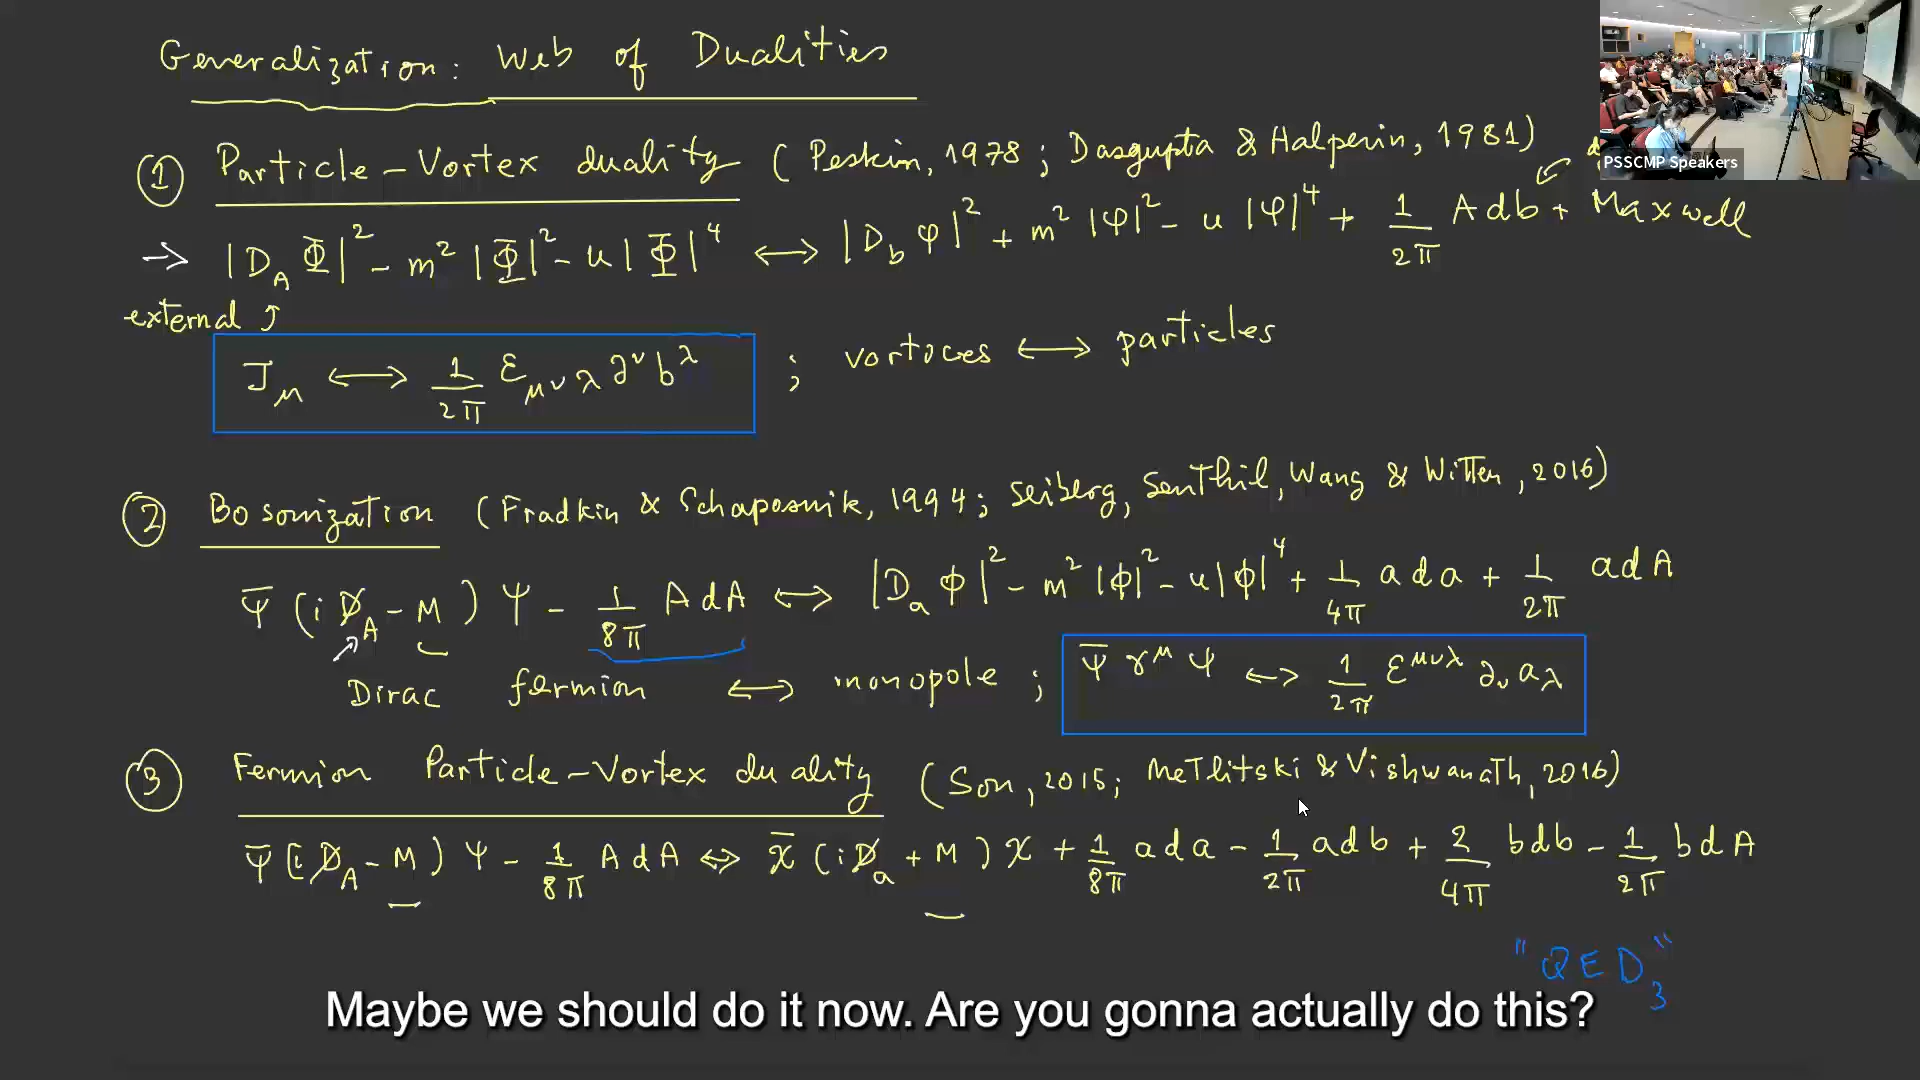 Generalization: Web of Dualities
① Particle-Vortex duality (Peskin, 1978; Dasgupta & Halperin, 1981)
PSSCMP Speakers
→ |D_A Φ|² - m² |Φ|² - u |Φ|⁴ ⟷ |D_b φ|² + m² |φ|² - u |φ|⁴ + 1/2π Adb + Maxwell
external ↑
J_μ ⟷ 1/2π ε_μνλ ∂^ν b^λ ; vortices ⟷ particles
② Bosonization (Fradkin & Schaposnik, 1994; Seiberg, Senthil, Wang & Witten, 2016)
Ψ̄ (i D̸_A - M) Ψ - 1/8π AdA ⟷ |D_a ϕ|² - m² |ϕ|² - u|ϕ|⁴ + 1/4π ada + 1/2π adA
Dirac fermion ⟷ monopole ; Ψ̄ γ^μ Ψ ⟷ 1/2π ε^μνλ ∂_ν a_λ
③ Fermion Particle-Vortex duality (Son, 2015; Metlitski & Vishwanath, 2016)
Ψ̄ [i D̸_A - M) Ψ - 1/8π AdA ⟷ χ̄ (i D̸_a + M) χ + 1/8π ada - 1/2π adb + 2/4π bdb - 1/2π bdA
"QED₃"
Maybe we should do it now. Are you gonna actually do this?